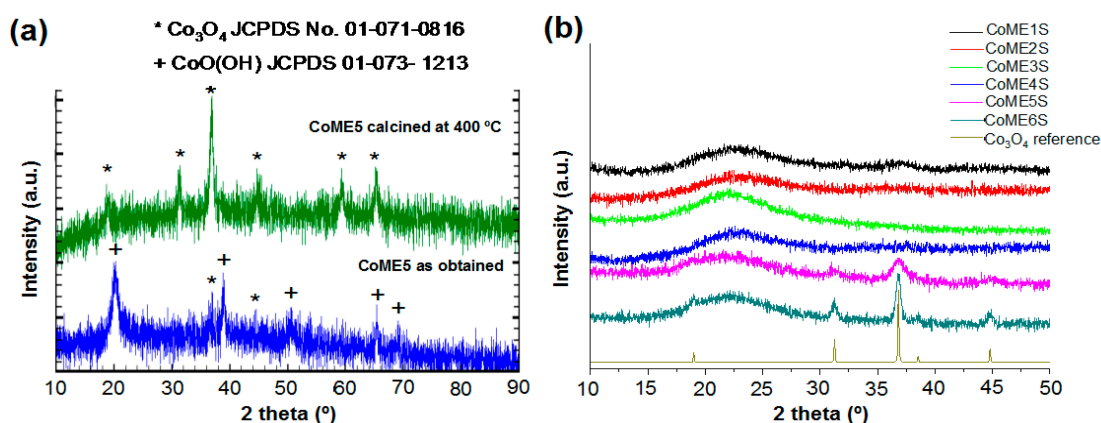 (a)
* Co₃O₄ JCPDS No. 01-071-0816
+ CoO(OH) JCPDS 01-073- 1213
*
CoME5 calcined at 400 ºC
* * * * *
+
CoME5 as obtained
+
* * + + +
Intensity (a.u.)
10 20 30 40 50 60 70 80 90
2 theta (º)
(b)
CoME1S
CoME2S
CoME3S
CoME4S
CoME5S
CoME6S
Co₃O₄ reference
Intensity (a.u.)
10 15 20 25 30 35 40 45 50
2 theta (º)